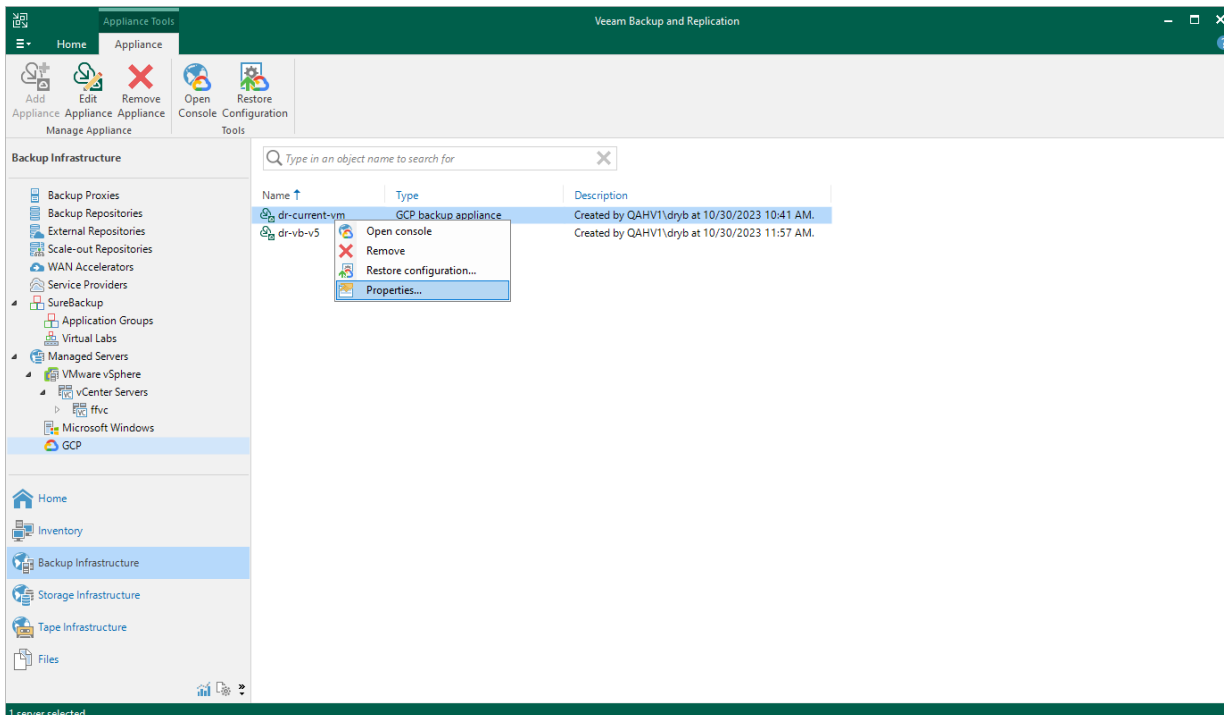 Appliance Tools
Veeam Backup and Replication
Home
Appliance
Add Appliance
Edit Appliance
Remove Appliance
Open Console
Restore Configuration
Manage Appliance
Tools
Backup Infrastructure
Type in an object name to search for
Backup Proxies
Backup Repositories
External Repositories
Scale-out Repositories
WAN Accelerators
Service Providers
SureBackup
Application Groups
Virtual Labs
Managed Servers
VMware vSphere
vCenter Servers
ffvc
Microsoft Windows
GCP
Name Type Description
dr-current-vm GCP backup appliance Created by QAHV1\dryb at 10/30/2023 10:41 AM.
dr-vb-v5 Created by QAHV1\dryb at 10/30/2023 11:57 AM.
Open console
Remove
Restore configuration...
Properties...
Home
Inventory
Backup Infrastructure
Storage Infrastructure
Tape Infrastructure
Files
1 server selected